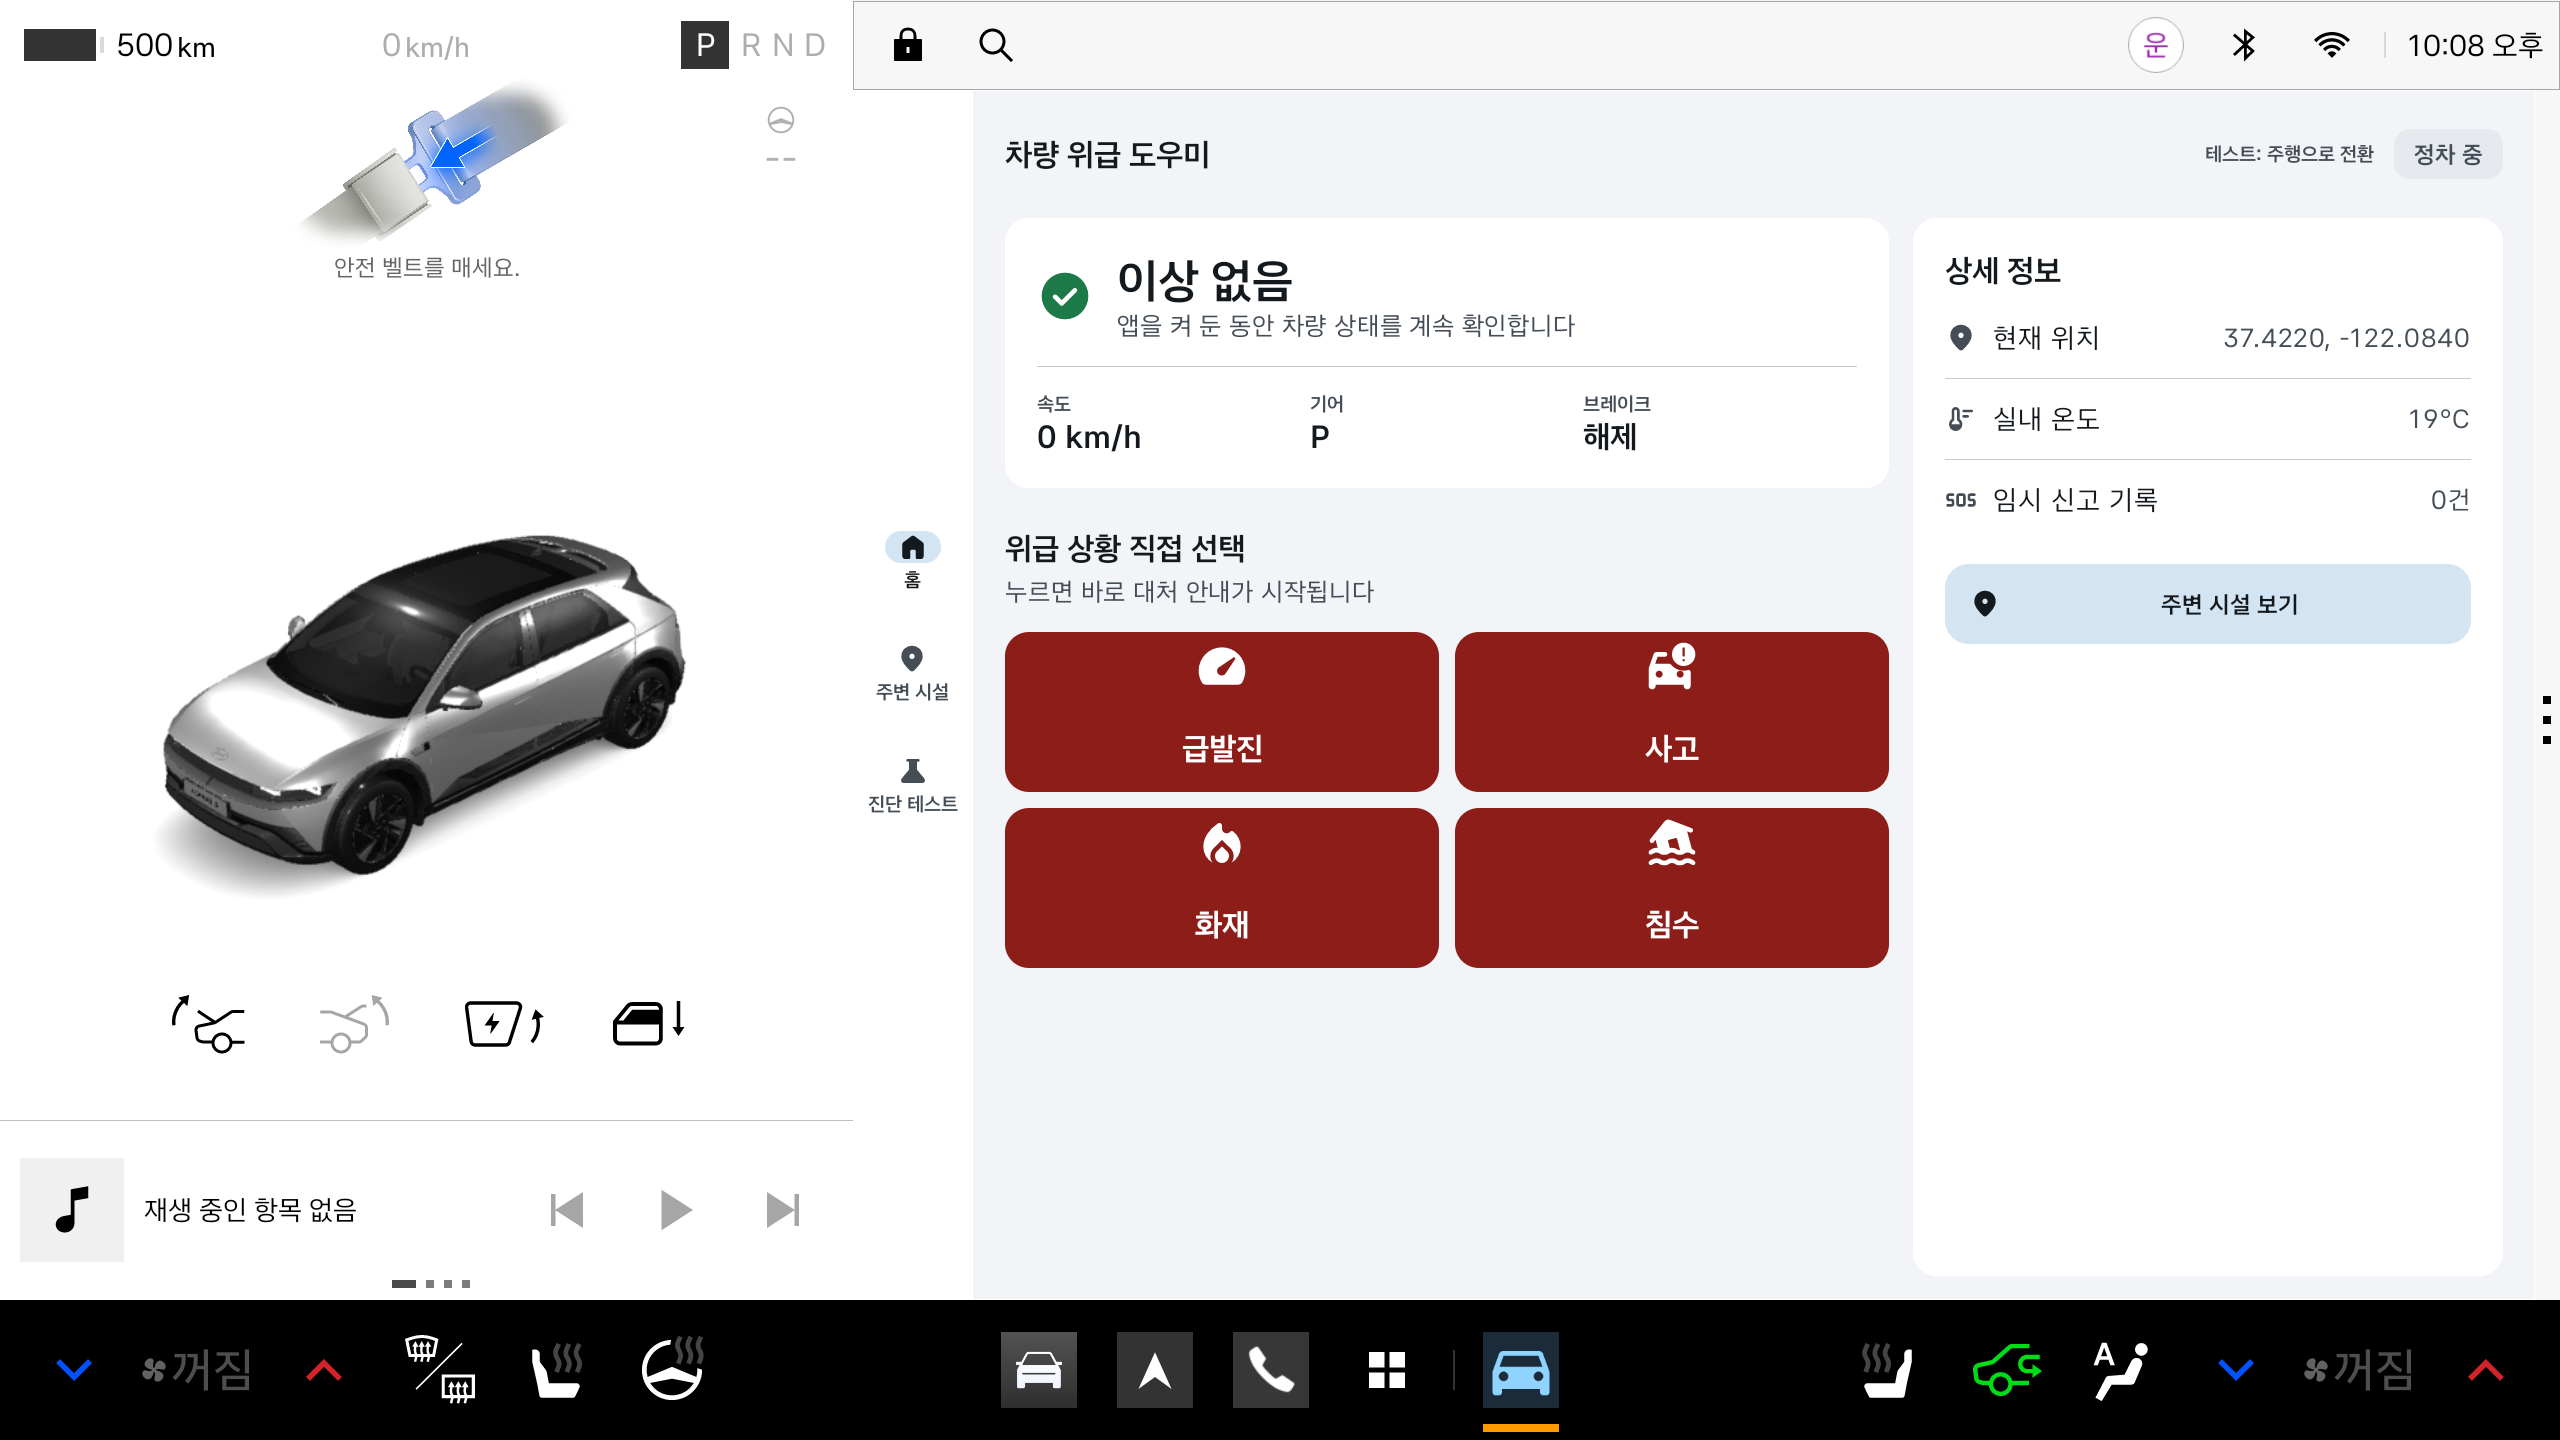 500 km
0 km/h
P R N D
운
10:08 오후
--
안전 벨트를 매세요.
차량 위급 도우미
테스트: 주행으로 전환
정차 중
이상 없음
앱을 켜 둔 동안 차량 상태를 계속 확인합니다
속도
0 km/h
기어
P
브레이크
해제
상세 정보
현재 위치
37.4220, -122.0840
실내 온도
19°C
SOS
임시 신고 기록
0건
주변 시설 보기
홈
주변 시설
진단 테스트
위급 상황 직접 선택
누르면 바로 대처 안내가 시작됩니다
급발진
사고
화재
침수
재생 중인 항목 없음
꺼짐
A
꺼짐